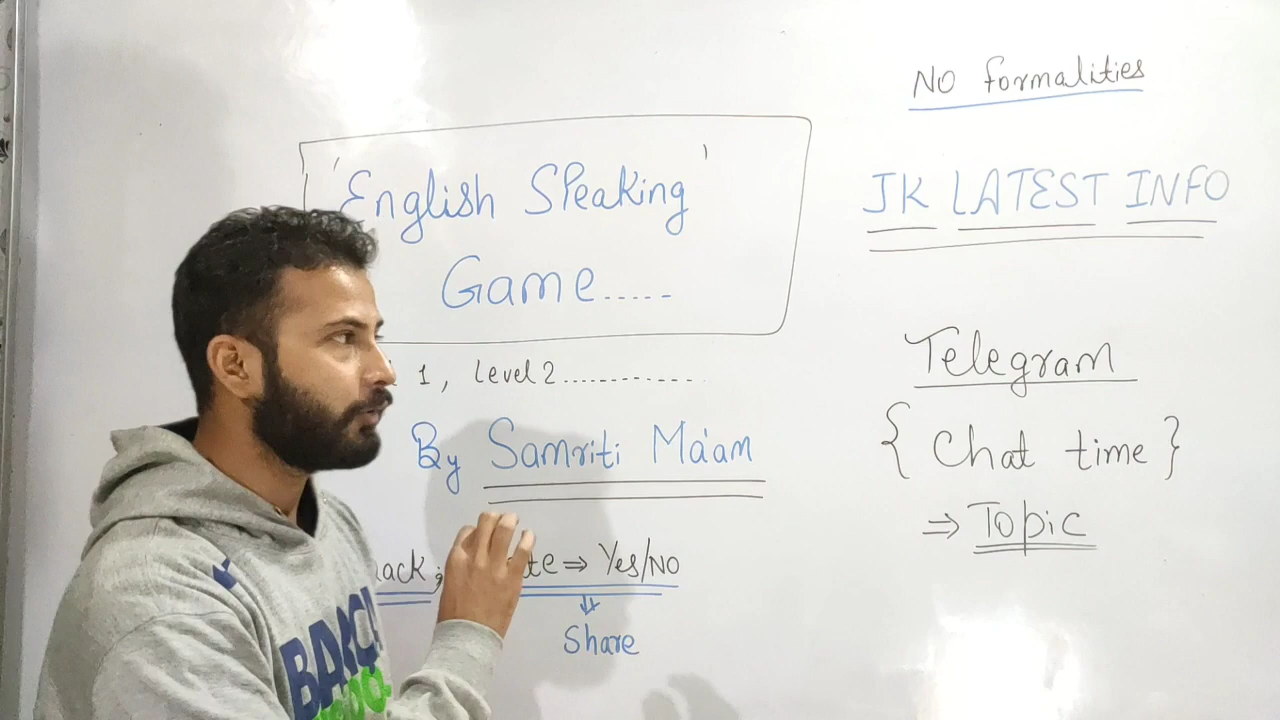 No formalities
'English Speaking'
Game.....
JK LATEST INFO
1, Level 2..............
Telegram
By Samriti Ma'am
{ Chat time }
⇒ Topic
⇒ Yes/No
Share
BARC